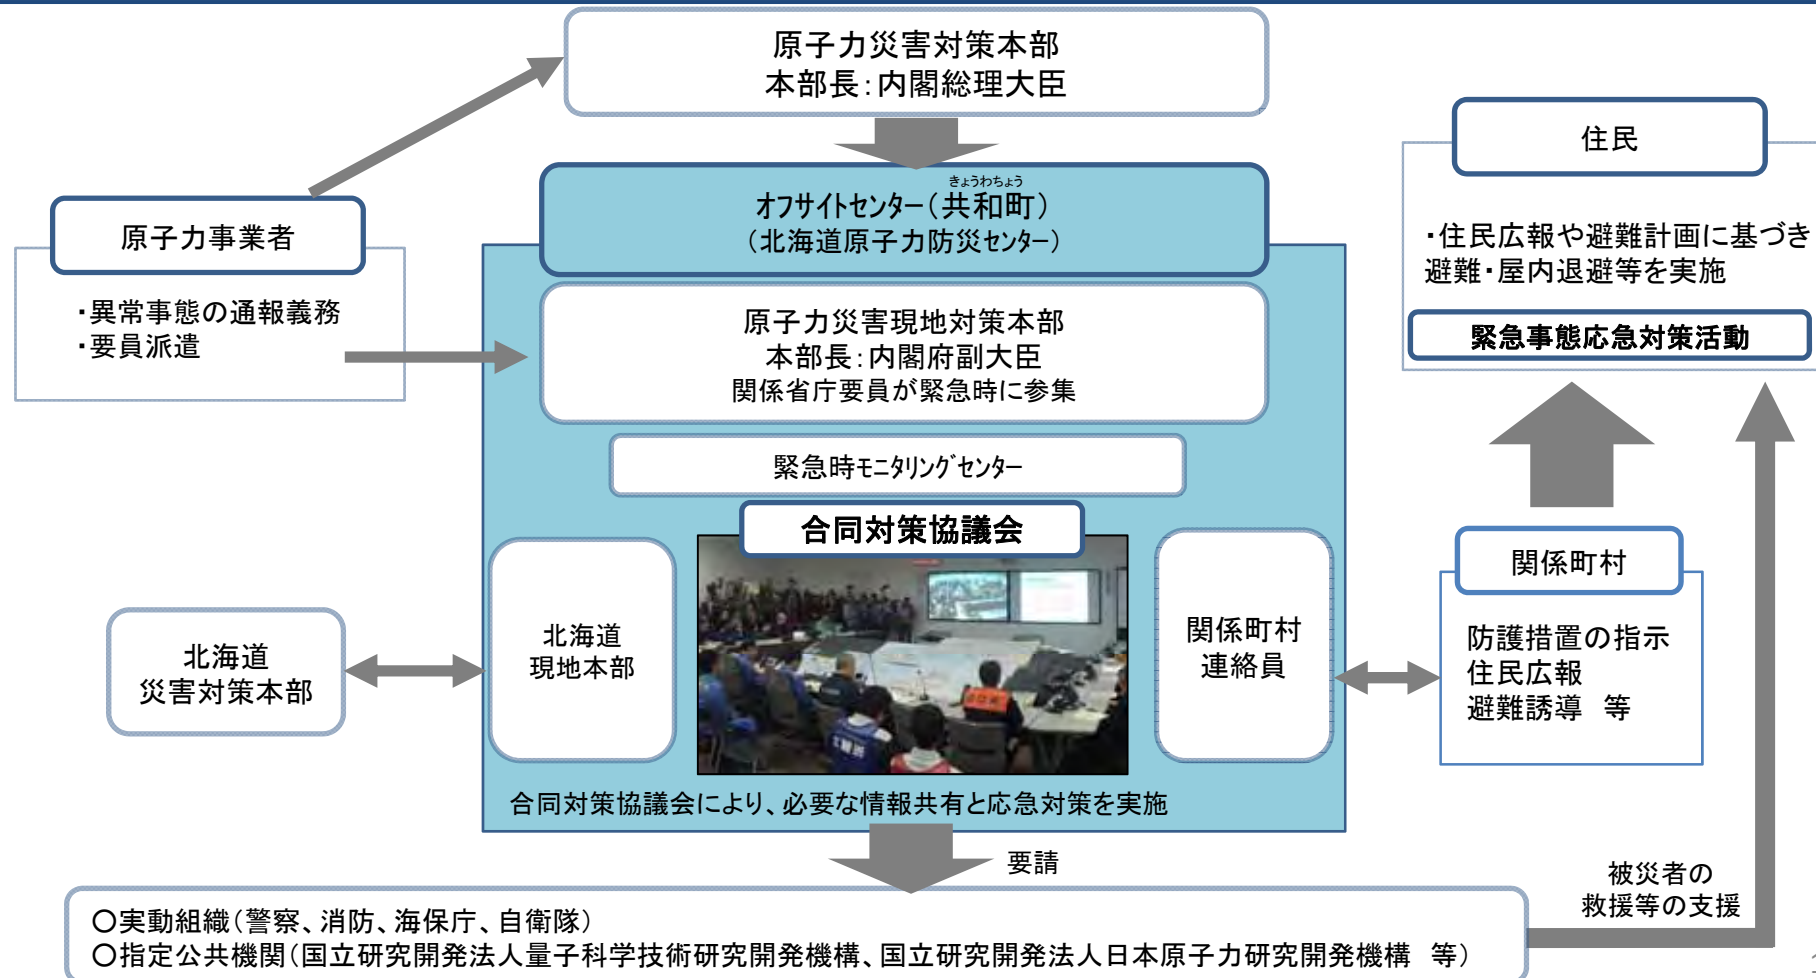 原子力災害対策本部
本部長：内閣総理大臣
きょうわちょう
オフサイトセンター（共和町）
（北海道原子力防災センター）
原子力事業者
・異常事態の通報義務
・要員派遣
原子力災害現地対策本部
本部長：内閣府副大臣
関係省庁要員が緊急時に参集
緊急時モニタリングセンター
合同対策協議会
北海道
現地本部
関係町村
連絡員
合同対策協議会により、必要な情報共有と応急対策を実施
北海道
災害対策本部
住民
・住民広報や避難計画に基づき
避難・屋内退避等を実施
緊急事態応急対策活動
関係町村
防護措置の指示
住民広報
避難誘導　等
要請
被災者の
救援等の支援
○実動組織（警察、消防、海保庁、自衛隊）
○指定公共機関（国立研究開発法人量子科学技術研究開発機構、国立研究開発法人日本原子力研究開発機構　等）